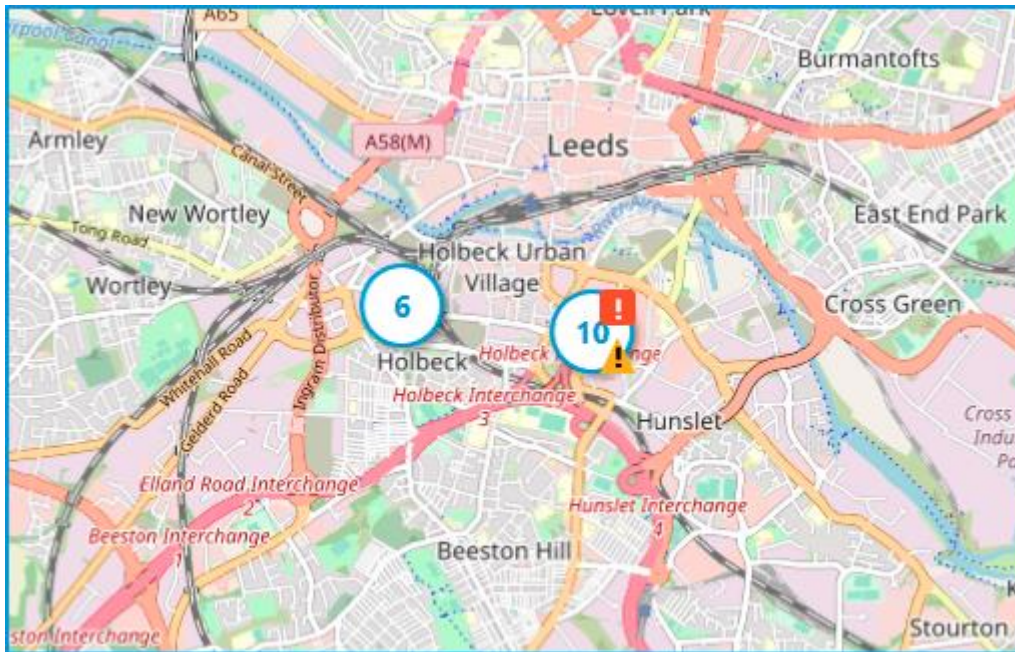 A65
Burmantofts
Armley
A58(M)
Leeds
Canal Street
New Wortley
East End Park
Tong Road
Holbeck Urban
Village
Wortley
6
10
!
!
Cross Green
Ingram Distributor
Holbeck
Whitehall Road
Holbeck Interchange
3
Gelderd Road
Hunslet
Cross
Elland Road Interchange
2
Hunslet Interchange
4
Beeston Interchange
1
Beeston Hill
Stourton
Interchange